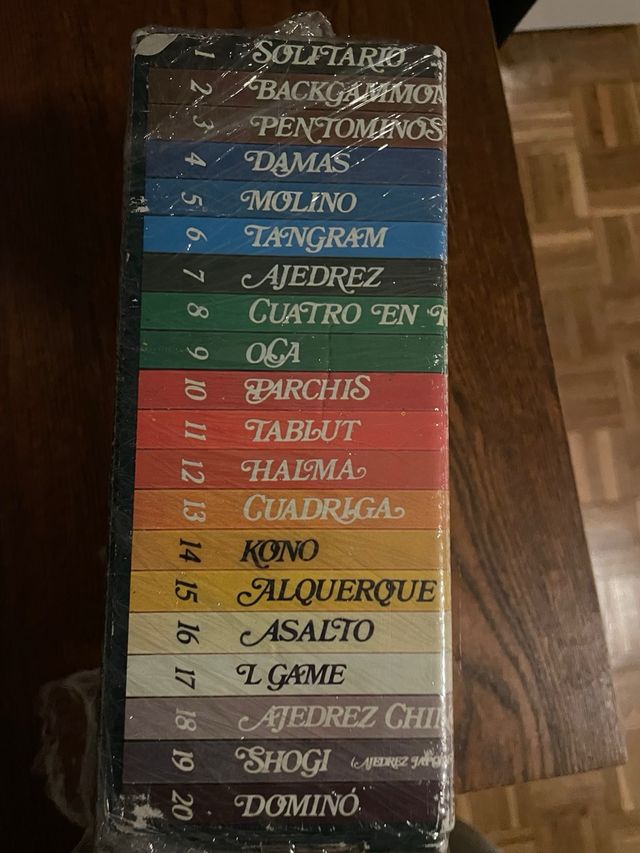 1 SOLITARIO
2 BACKGAMMON
3 PENTOMINOS
4 DAMAS
5 MOLINO
6 TANGRAM
7 AJEDREZ
8 CUATRO EN
9 OCA
10 PARCHIS
11 TABLUT
12 HALMA
13 CUADRIGA
14 KONO
15 ALQUERQUE
16 ASALTO
17 L GAME
18 AJEDREZ CHI
19 SHOGI (AJEDREZ JAPO
20 DOMINÓ